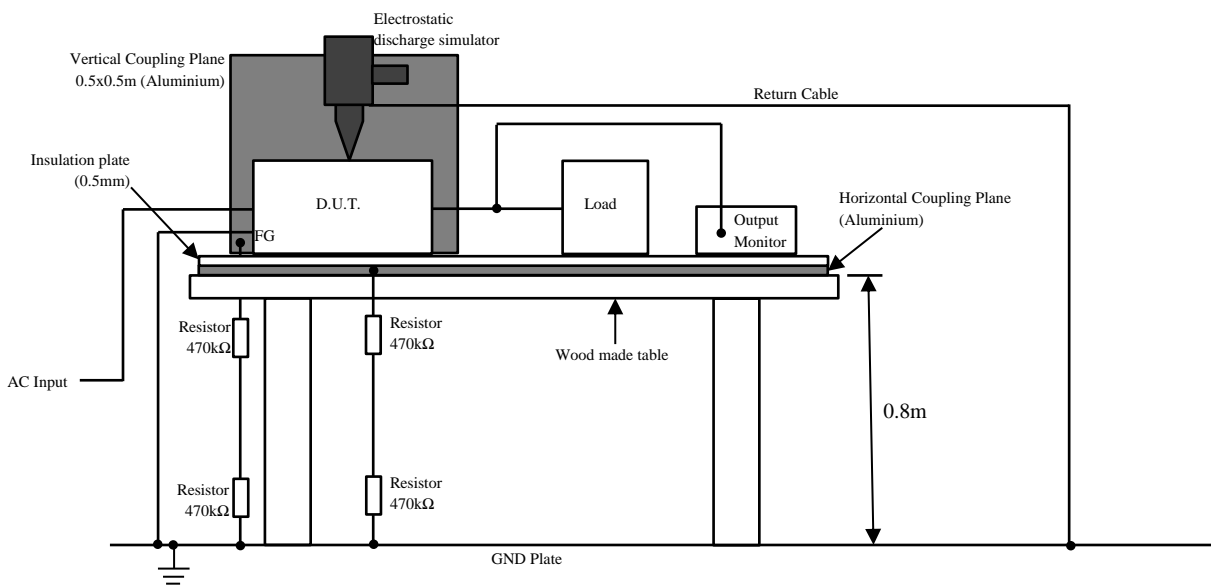 Electrostatic
discharge simulator
Vertical Coupling Plane
0.5x0.5m (Aluminium)
Return Cable
Insulation plate
(0.5mm)
D.U.T.
Load
Horizontal Coupling Plane
(Aluminium)
Output
Monitor
FG
Resistor
470kΩ
Resistor
470kΩ
Wood made table
AC Input
0.8m
Resistor
470kΩ
Resistor
470kΩ
GND Plate